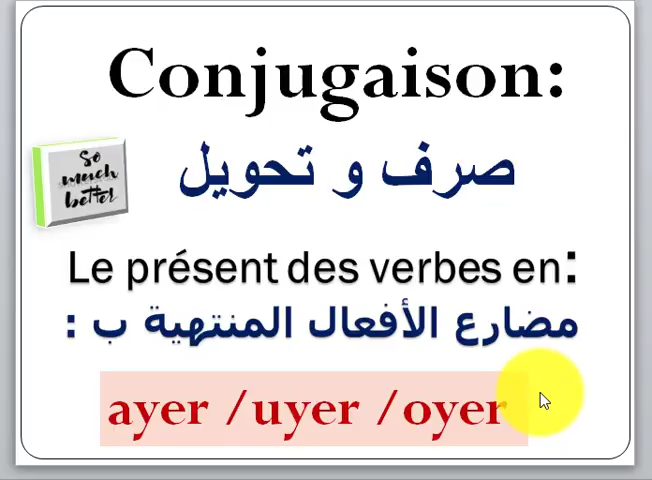 Conjugaison:
صرف و تحويل
So
much
better
Le présent des verbes en:
مضارع الأفعال المنتهية ب :
ayer /uyer /oyer